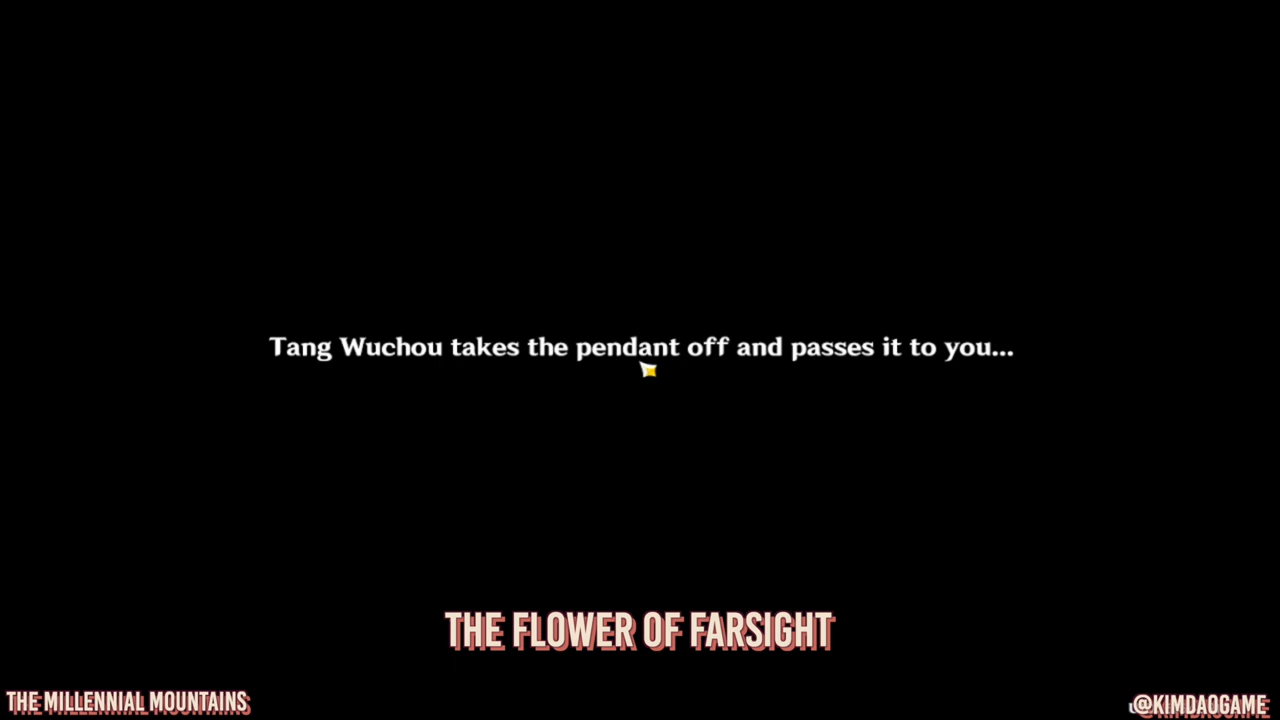 Tang Wuchou takes the pendant off and passes it to you...
THE FLOWER OF FARSIGHT
THE MILLENNIAL MOUNTAINS
@KIMDAOGAME